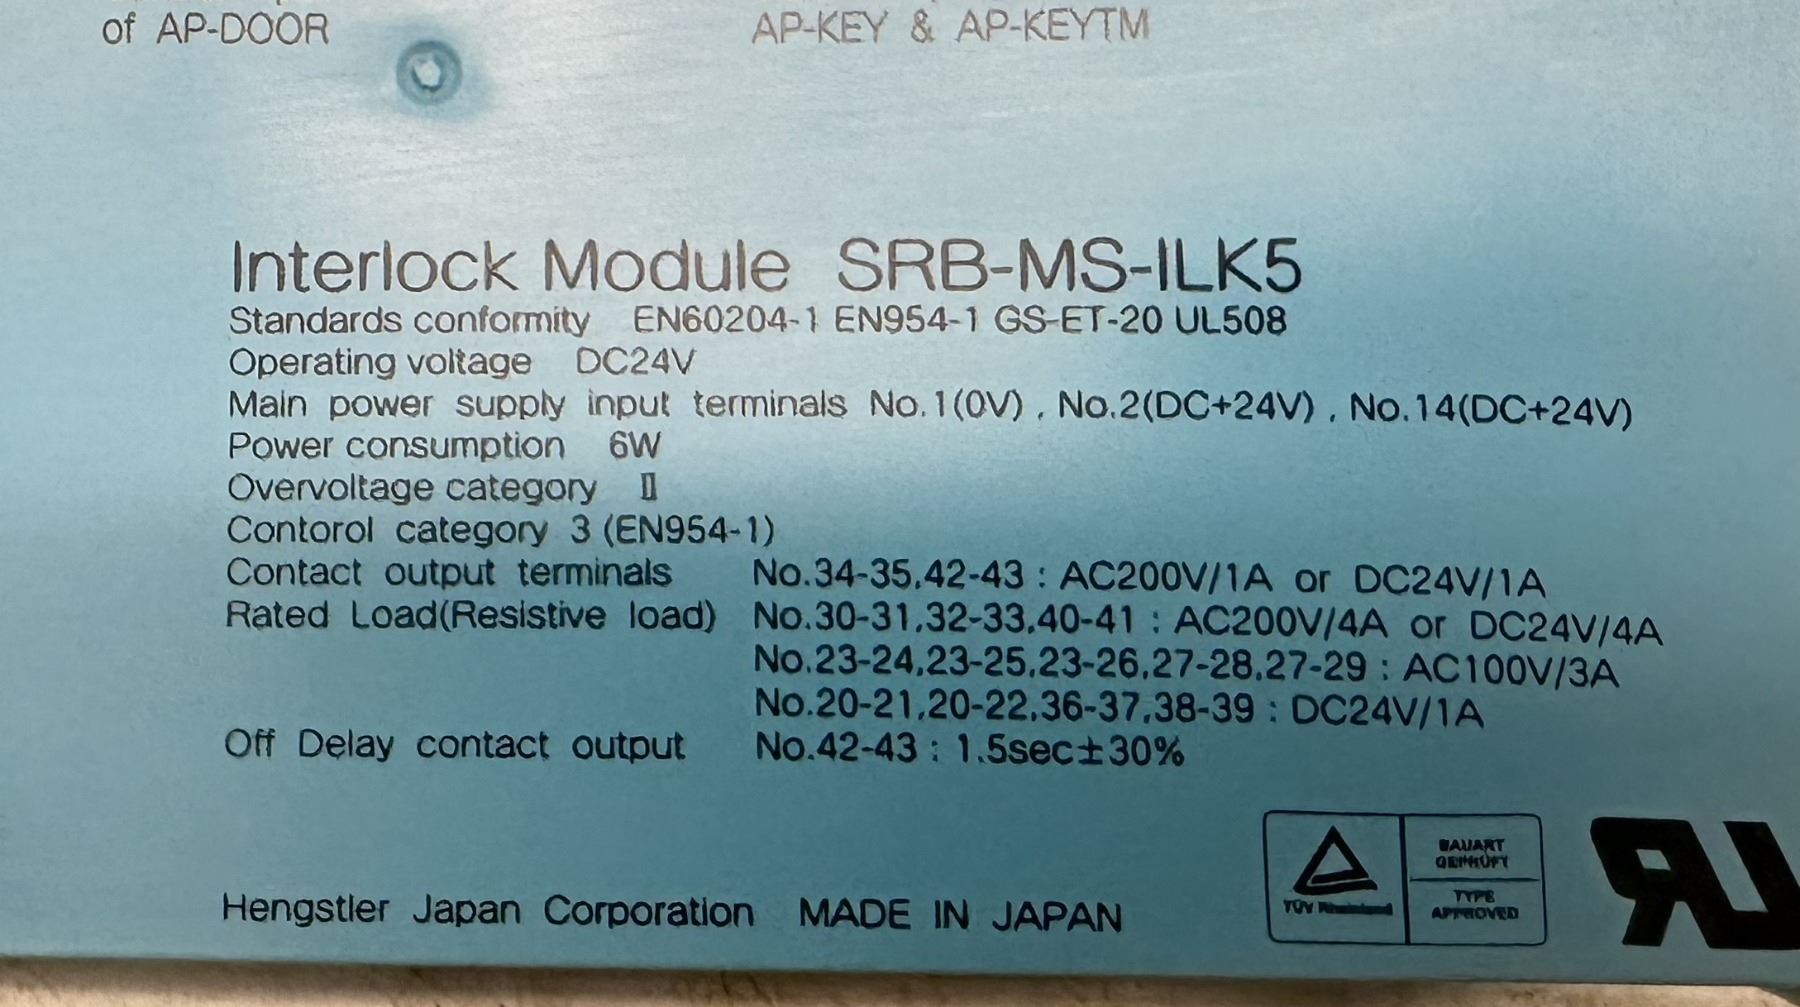 of AP-DOOR
AP-KEY & AP-KEYTM
Interlock Module SRB-MS-ILK5
Standards conformity EN60204-1 EN954-1 GS-ET-20 UL508
Operating voltage DC24V
Main power supply input terminals No.1(0V), No.2(DC+24V), No.14(DC+24V)
Power consumption 6W
Overvoltage category Ⅱ
Contorol category 3 (EN954-1)
Contact output terminals No.34-35,42-43 : AC200V/1A or DC24V/1A
Rated Load(Resistive load) No.30-31,32-33,40-41 : AC200V/4A or DC24V/4A
No.23-24,23-25,23-26,27-28,27-29 : AC100V/3A
No.20-21,20-22,36-37,38-39 : DC24V/1A
Off Delay contact output No.42-43 : 1.5sec±30%
BAUART
GEPRÜFT
TÜV Rheinland
TYPE
APPROVED
Hengstler Japan Corporation MADE IN JAPAN